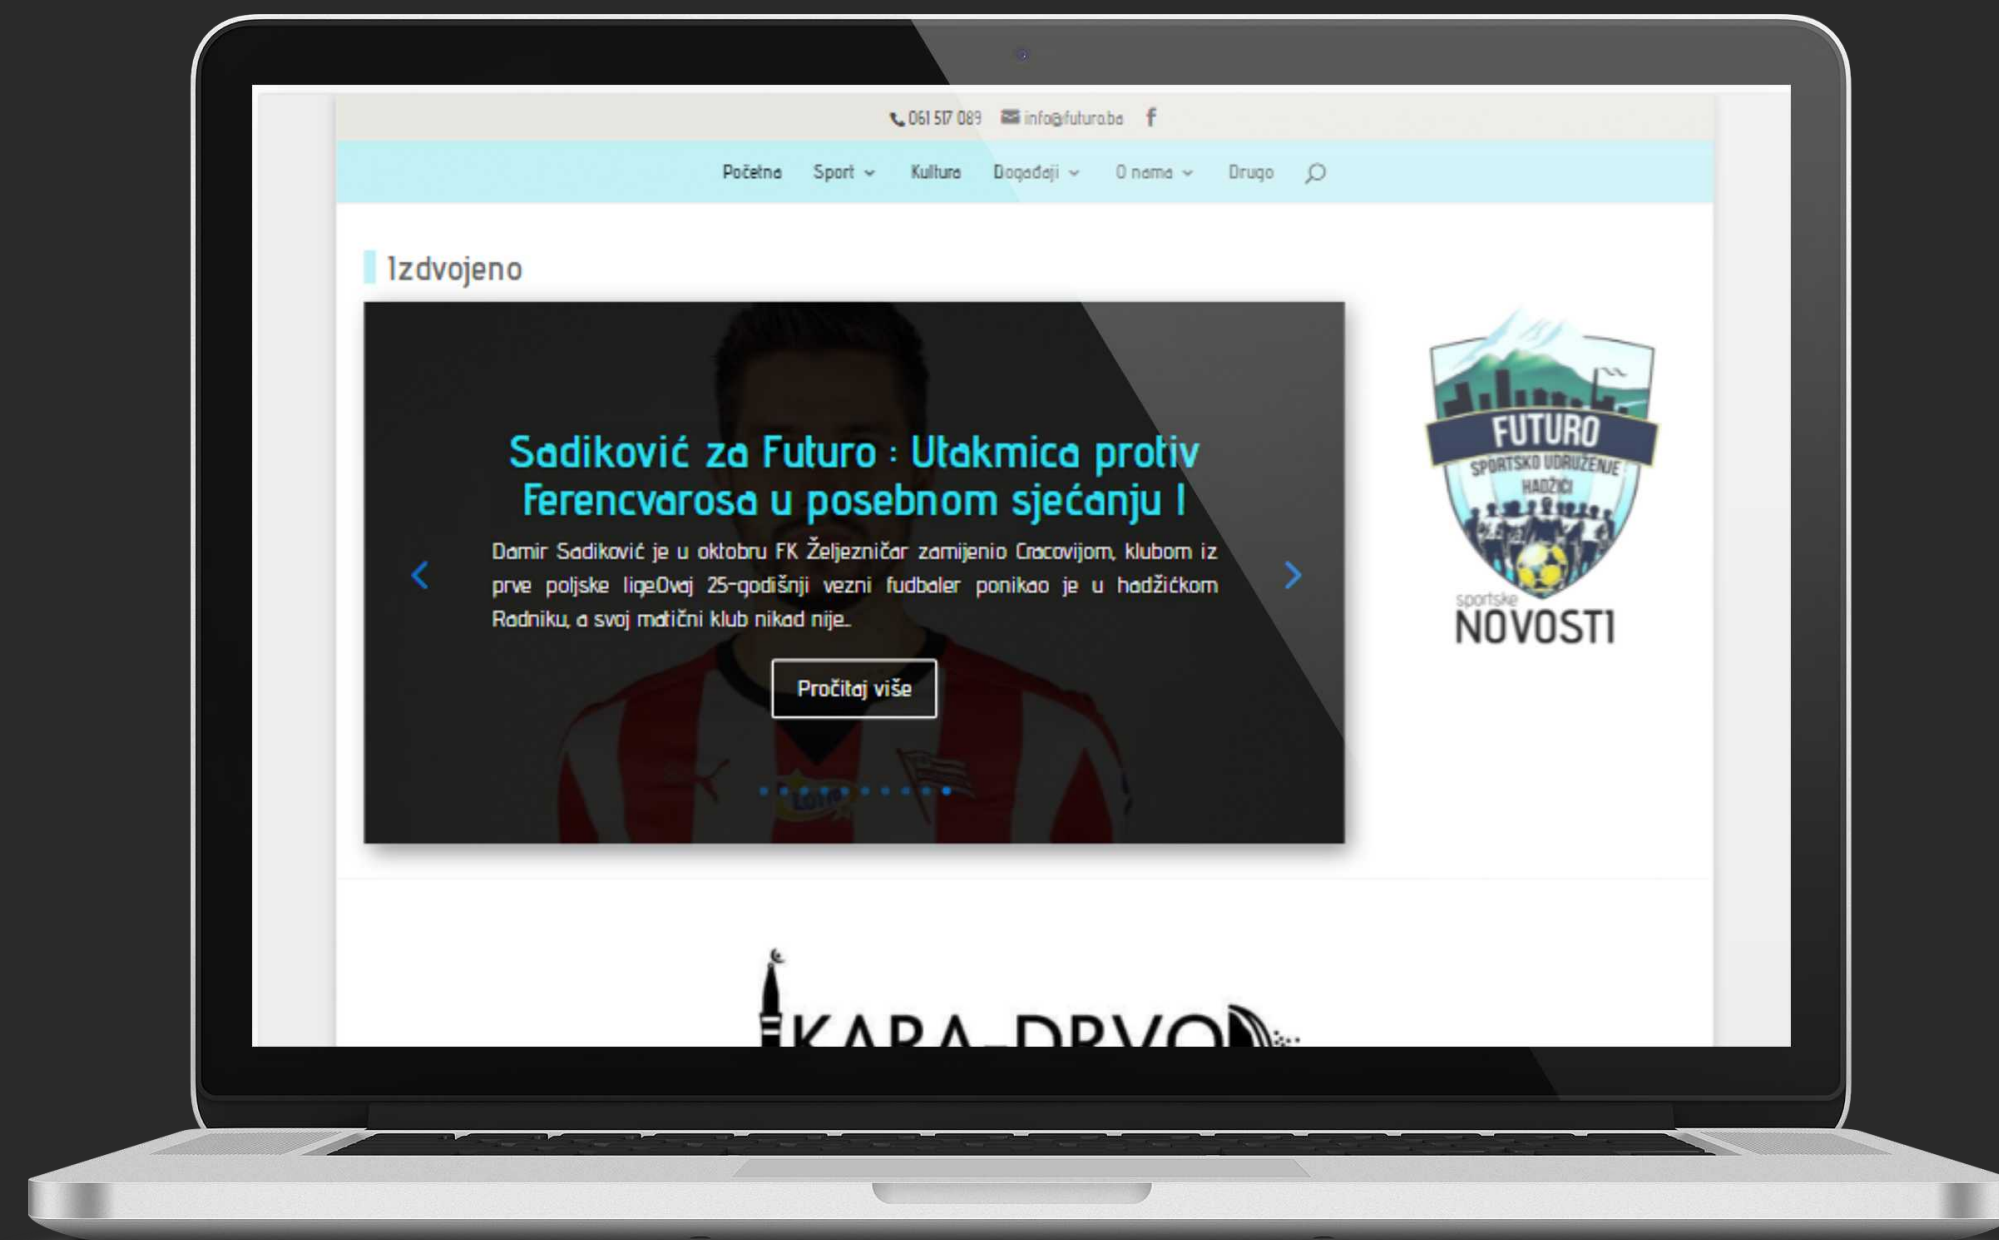 061 517 089 info@futuro.ba f
Početna Sport Kultura Događaji O nama Drugo
Izdvojeno
Sadiković za Futuro : Utakmica protiv
Ferencvarosa u posebnom sjećanju !
Damir Sadiković je u oktobru FK Željezničar zamijenio Cracovijom, klubom iz
prve poljske lige.Ovaj 25-godišnji vezni fudbaler ponikao je u hadžićkom
Radniku, a svoj matični klub nikad nije...
Pročitaj više
LOTTO
FUTURO
SPORTSKO UDRUŽENJE
HADŽIĆI
sportske
NOVOSTI
KARA-DRVO